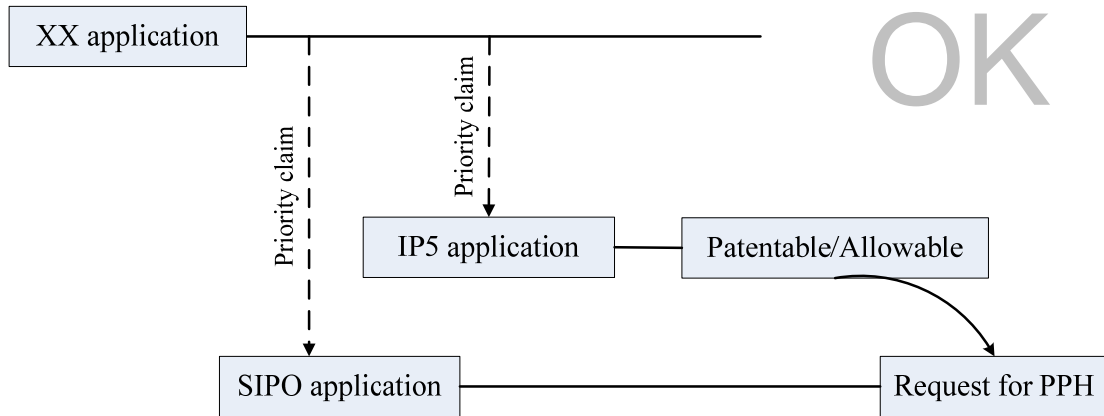 XX application
OK
Priority claim
Priority claim
IP5 application
Patentable/Allowable
SIPO application
Request for PPH